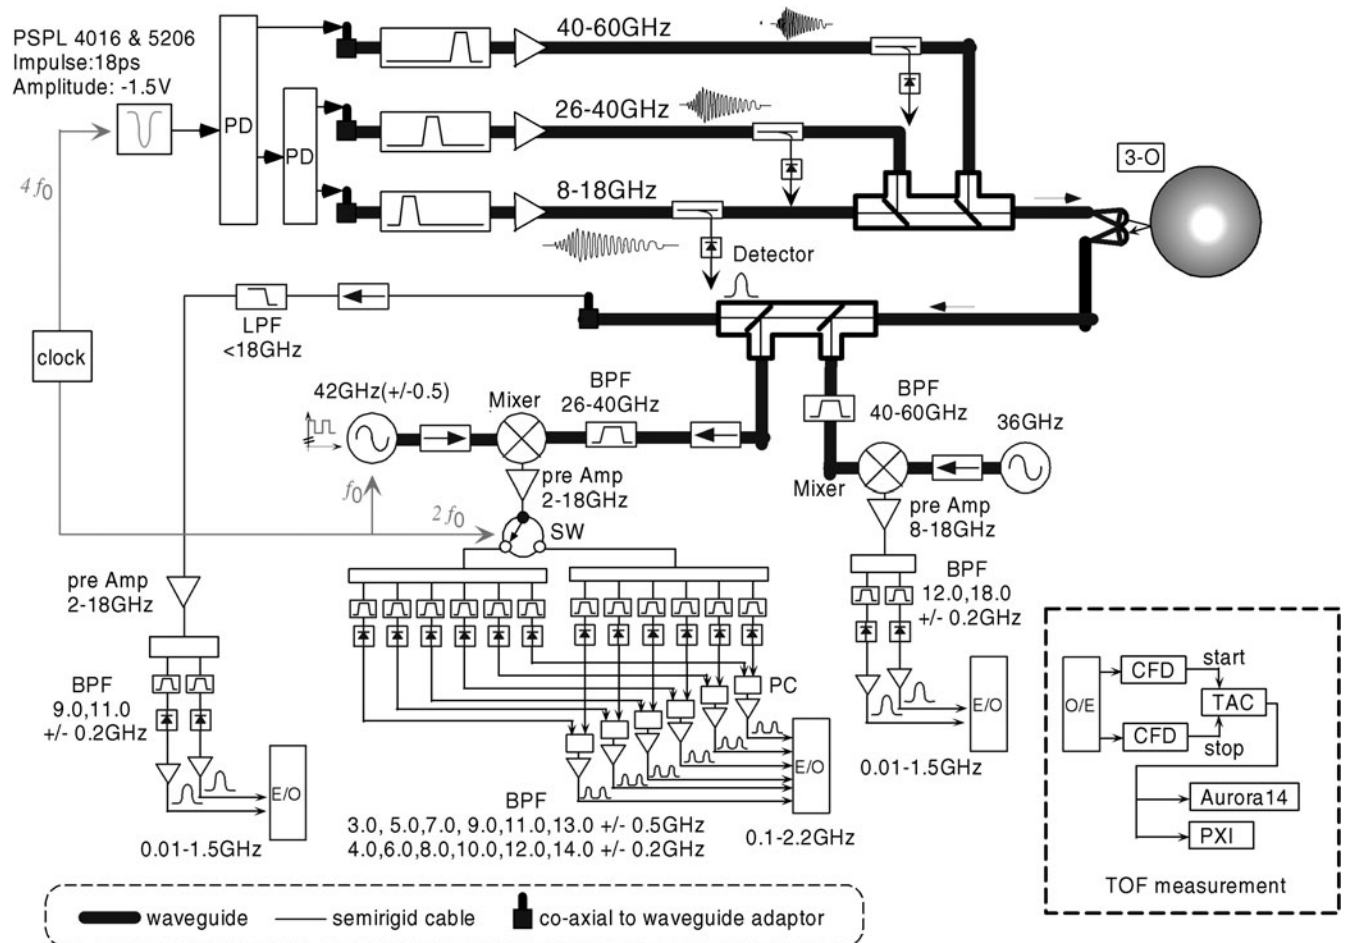 PSPL 4016 & 5206
Impulse:18ps
Amplitude: -1.5V
40-60GHz
26-40GHz
8-18GHz
PD
PD
3-O
4 f0
Detector
LPF
<18GHz
clock
42GHz(+/-0.5)
Mixer
BPF
26-40GHz
BPF
40-60GHz
36GHz
Mixer
pre Amp
2-18GHz
f0
2 f0
SW
pre Amp
8-18GHz
pre Amp
2-18GHz
BPF
12.0,18.0
+/- 0.2GHz
BPF
9.0,11.0
+/- 0.2GHz
PC
E/O
E/O
E/O
0.01-1.5GHz
0.01-1.5GHz
BPF
3.0, 5.0,7.0, 9.0,11.0,13.0 +/- 0.5GHz
4.0,6.0,8.0,10.0,12.0,14.0 +/- 0.2GHz
0.1-2.2GHz
O/E
CFD
start
TAC
CFD
stop
Aurora14
PXI
TOF measurement
waveguide
semirigid cable
co-axial to waveguide adaptor